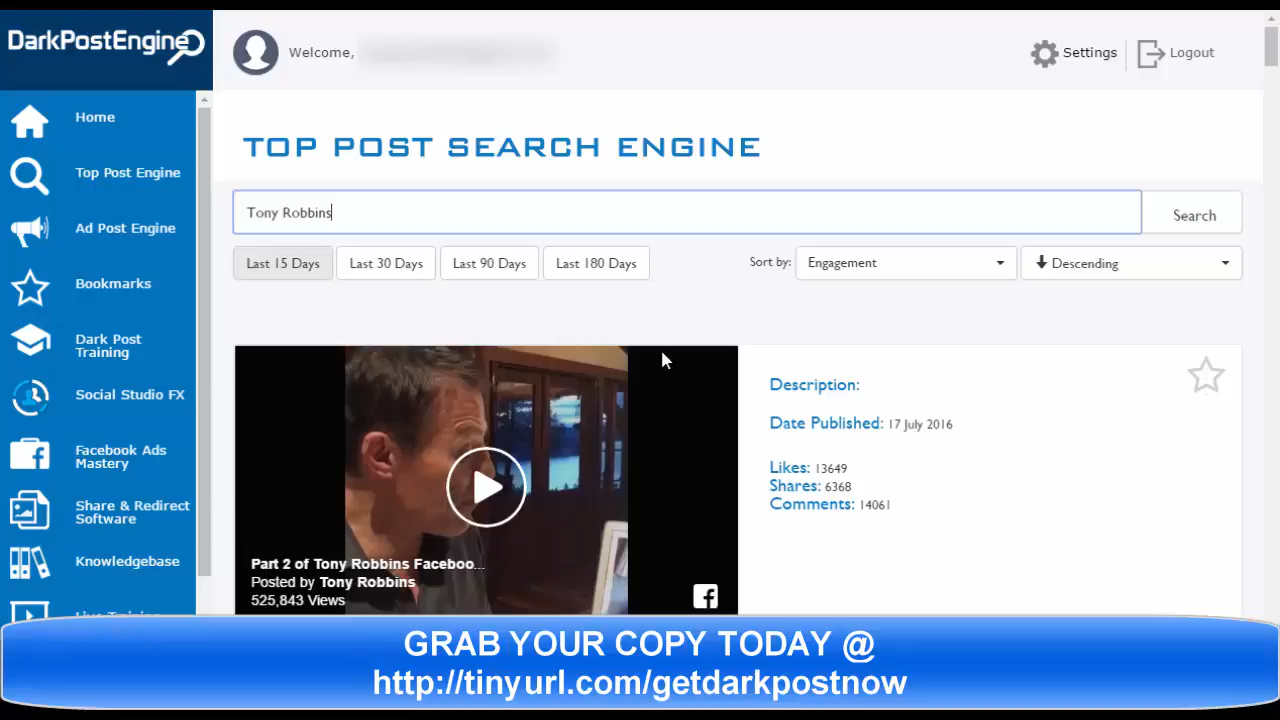 DarkPostEngine
Welcome,
Settings
Logout
Home
Top Post Engine
Ad Post Engine
Bookmarks
Dark Post
Training
Social Studio FX
Facebook Ads
Mastery
Share & Redirect
Software
Knowledgebase
Live Training
TOP POST SEARCH ENGINE
Tony Robbins
Search
Last 15 Days
Last 30 Days
Last 90 Days
Last 180 Days
Sort by:
Engagement
Descending
Part 2 of Tony Robbins Faceboo...
Posted by Tony Robbins
525,843 Views
Description:
Date Published: 17 July 2016
Likes: 13649
Shares: 6368
Comments: 14061
GRAB YOUR COPY TODAY @
http://tinyurl.com/getdarkpostnow